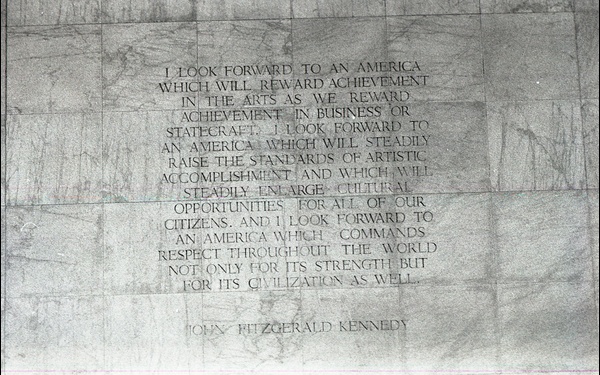 I LOOK FORWARD TO AN AMERICA
WHICH WILL REWARD ACHIEVEMENT
IN THE ARTS AS WE REWARD
ACHIEVEMENT IN BUSINESS OR
STATECRAFT. I LOOK FORWARD TO
AN AMERICA WHICH WILL STEADILY
RAISE THE STANDARDS OF ARTISTIC
ACCOMPLISHMENT AND WHICH WILL
STEADILY ENLARGE CULTURAL
OPPORTUNITIES FOR ALL OF OUR
CITIZENS. AND I LOOK FORWARD TO
AN AMERICA WHICH COMMANDS
RESPECT THROUGHOUT THE WORLD
NOT ONLY FOR ITS STRENGTH BUT
FOR ITS CIVILIZATION AS WELL.
JOHN FITZGERALD KENNEDY